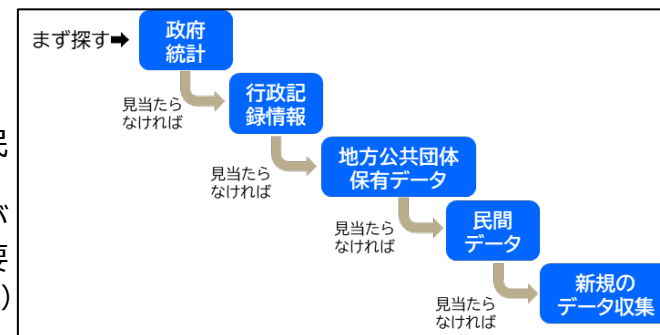 まず探す➡
政府
統計
見当たら
なければ
行政記
録情報
見当たら
なければ
地方公共団体
保有データ
見当たら
なければ
民間
データ
見当たら
なければ
新規の
データ収集
民
が
要
)